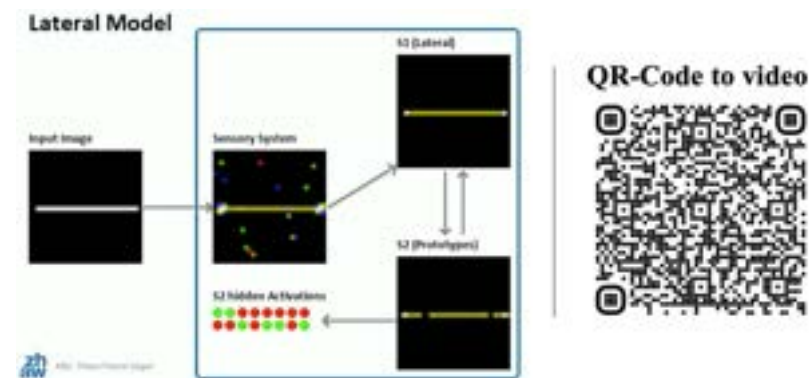 Lateral Model
S1 (Lateral)
QR-Code to video
Input Image
Sensory System
S2 (Prototypes)
S2 hidden Activations
zh
aw